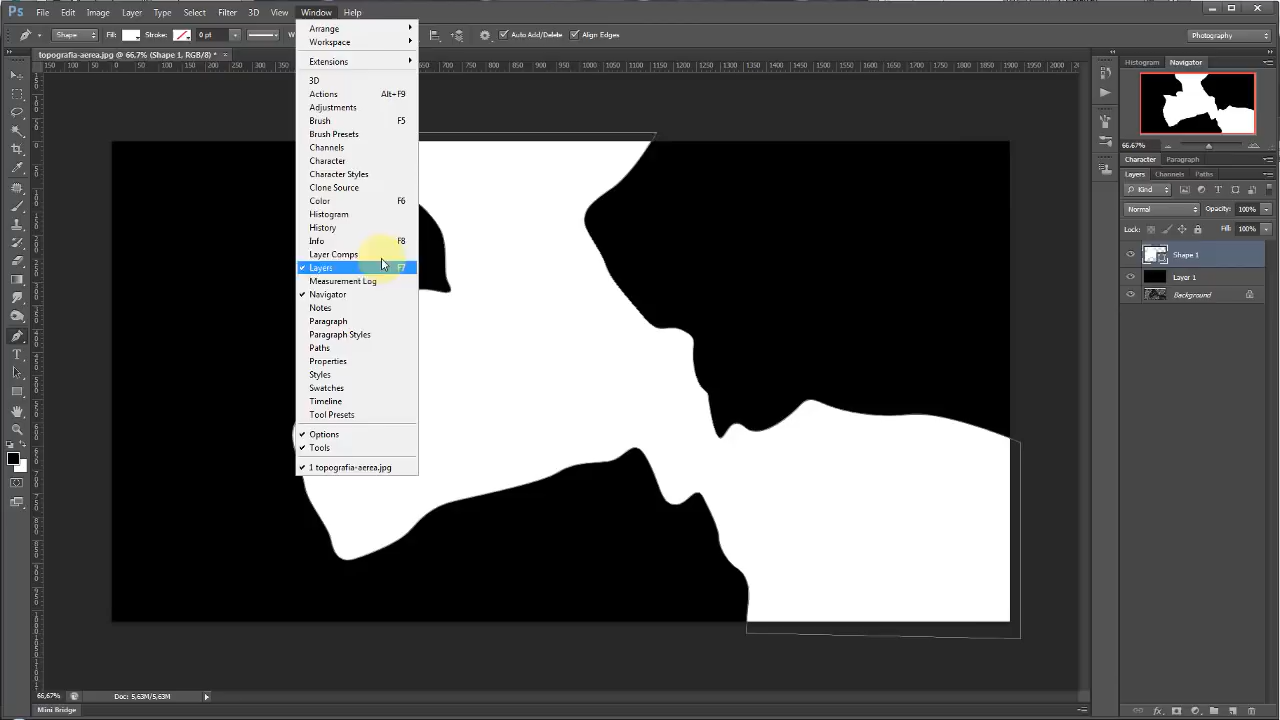 Ps File Edit Image Layer Type Select Filter 3D View Window Help
Shape Fill: Stroke: 0 pt Auto Add/Delete Align Edges Photography
topografia-aerea.jpg @ 66.7% (Shape 1, RGB/8) * ×
Arrange
Workspace
Extensions
3D
Actions Alt+F9
Adjustments
Brush F5
Brush Presets
Channels
Character
Character Styles
Clone Source
Color F6
Histogram
History
Info F8
Layer Comps
Layers F7
Measurement Log
Navigator
Notes
Paragraph
Paragraph Styles
Paths
Properties
Styles
Swatches
Timeline
Tool Presets
Options
Tools
1 topografia-aerea.jpg
Histogram Navigator
66.67%
Character Paragraph
Layers Channels Paths
Kind
Normal Opacity: 100%
Lock: Fill: 100%
Shape 1
Layer 1
Background
66,67% Doc: 5,63M/5,63M
Mini Bridge